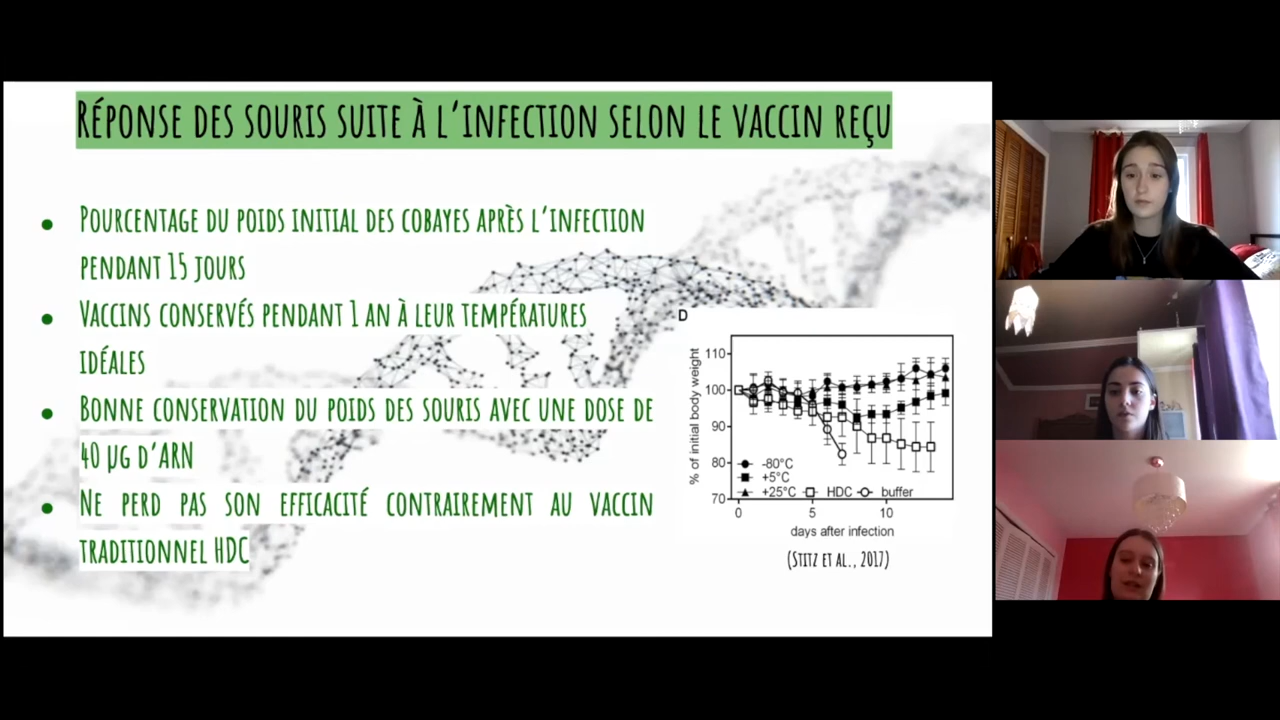 Réponse des souris suite à l'infection selon le vaccin reçu
Pourcentage du poids initial des cobayes après l'infection
pendant 15 jours
Vaccins conservés pendant 1 an à leur températures
idéales
Bonne conservation du poids des souris avec une dose de
40 µg d'ARN
Ne perd pas son efficacité contrairement au vaccin
traditionnel HDC
D
% of initial body weight
110
100
90
80
70
-80°C
+5°C
+25°C HDC buffer
0 5 10
days after infection
(Stitz et al., 2017)